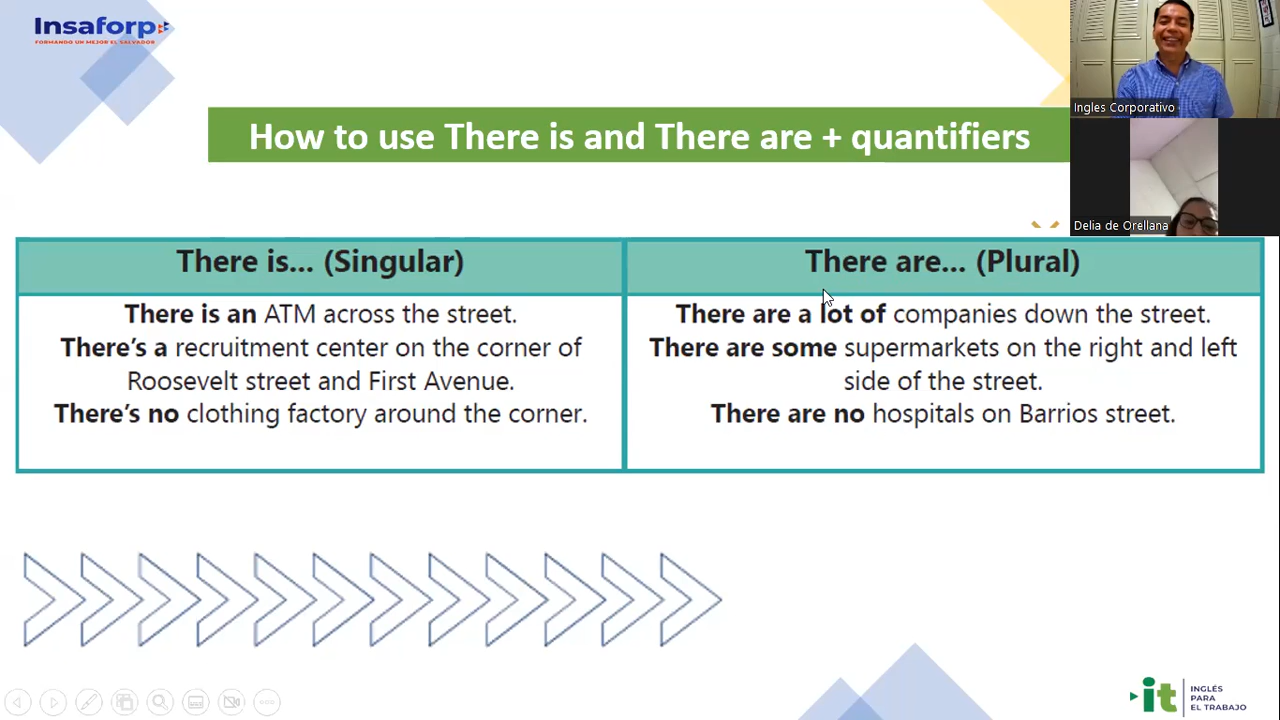 Insaforp
FORMANDO UN MEJOR EL SALVADOR
Ingles Corporativo
How to use There is and There are + quantifiers
Delia de Orellana
There is... (Singular)
There are... (Plural)
There is an ATM across the street.
There's a recruitment center on the corner of
Roosevelt street and First Avenue.
There's no clothing factory around the corner.
There are a lot of companies down the street.
There are some supermarkets on the right and left
side of the street.
There are no hospitals on Barrios street.
it
INGLÉS
PARA
EL TRABAJO